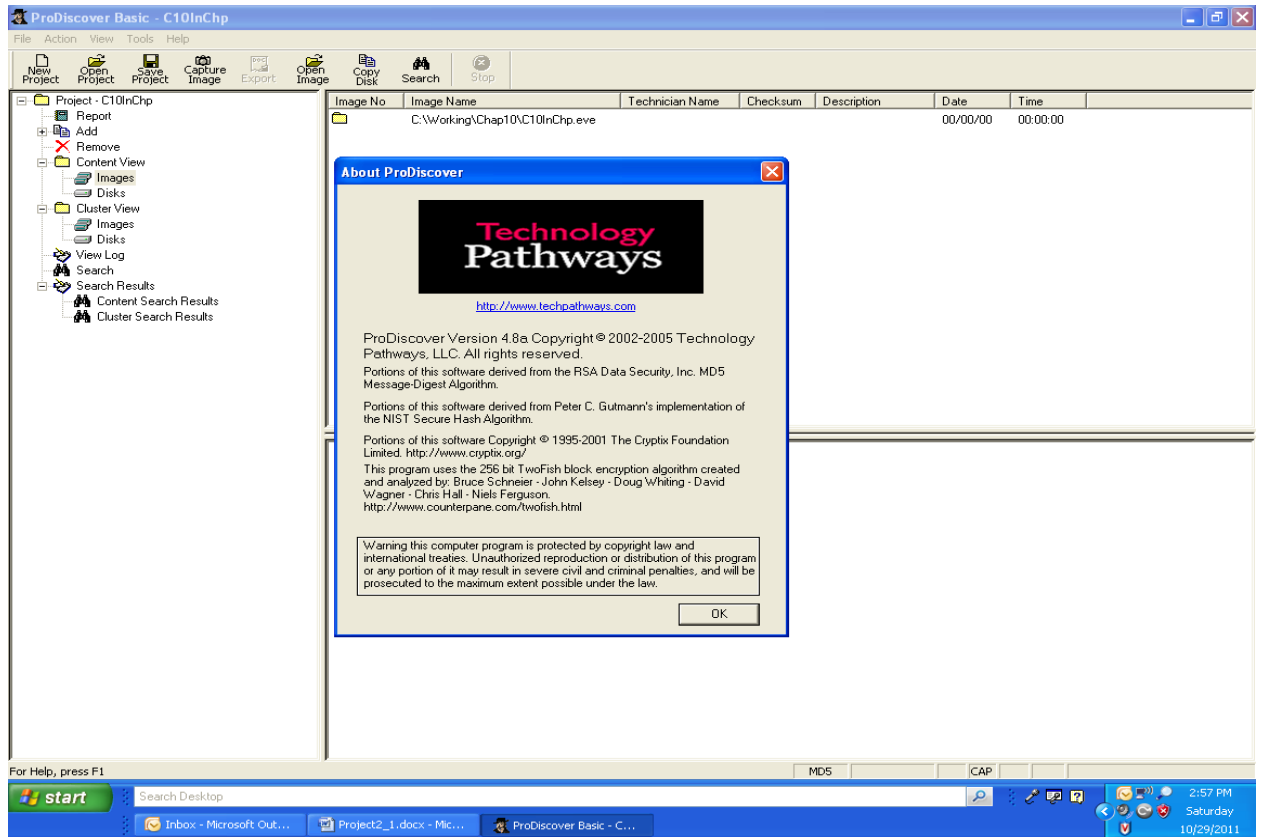 ProDiscover Basic - C10InChp
File Action View Tools Help
New Project
Open Project
Save Project
Capture Image
Export
Open Image
Copy Disk
Search
Stop
Project - C10InChp
Report
Add
Remove
Content View
Images
Disks
Cluster View
Images
Disks
View Log
Search
Search Results
Content Search Results
Cluster Search Results
Image No Image Name Technician Name Checksum Description Date Time
C:\Working\Chap10\C10InChp.eve 00/00/00 00:00:00
About ProDiscover
Technology
Pathways
http://www.techpathways.com
ProDiscover Version 4.8a Copyright © 2002-2005 Technology
Pathways, LLC. All rights reserved.
Portions of this software derived from the RSA Data Security, Inc. MD5
Message-Digest Algorithm.
Portions of this software derived from Peter C. Gutmann's implementation of
the NIST Secure Hash Algorithm.
Portions of this software Copyright © 1995-2001 The Cryptix Foundation
Limited. http://www.cryptix.org/
This program uses the 256 bit TwoFish block encryption algorithm created
and analyzed by: Bruce Schneier - John Kelsey - Doug Whiting - David
Wagner - Chris Hall - Niels Ferguson.
http://www.counterpane.com/twofish.html
Warning this computer program is protected by copyright law and
international treaties. Unauthorized reproduction or distribution of this program
or any portion of it may result in severe civil and criminal penalties, and will be
prosecuted to the maximum extent possible under the law.
OK
For Help, press F1
MD5
CAP
start
Search Desktop
Inbox - Microsoft Out...
Project2_1.docx - Mic...
ProDiscover Basic - C...
2:57 PM
Saturday
10/29/2011